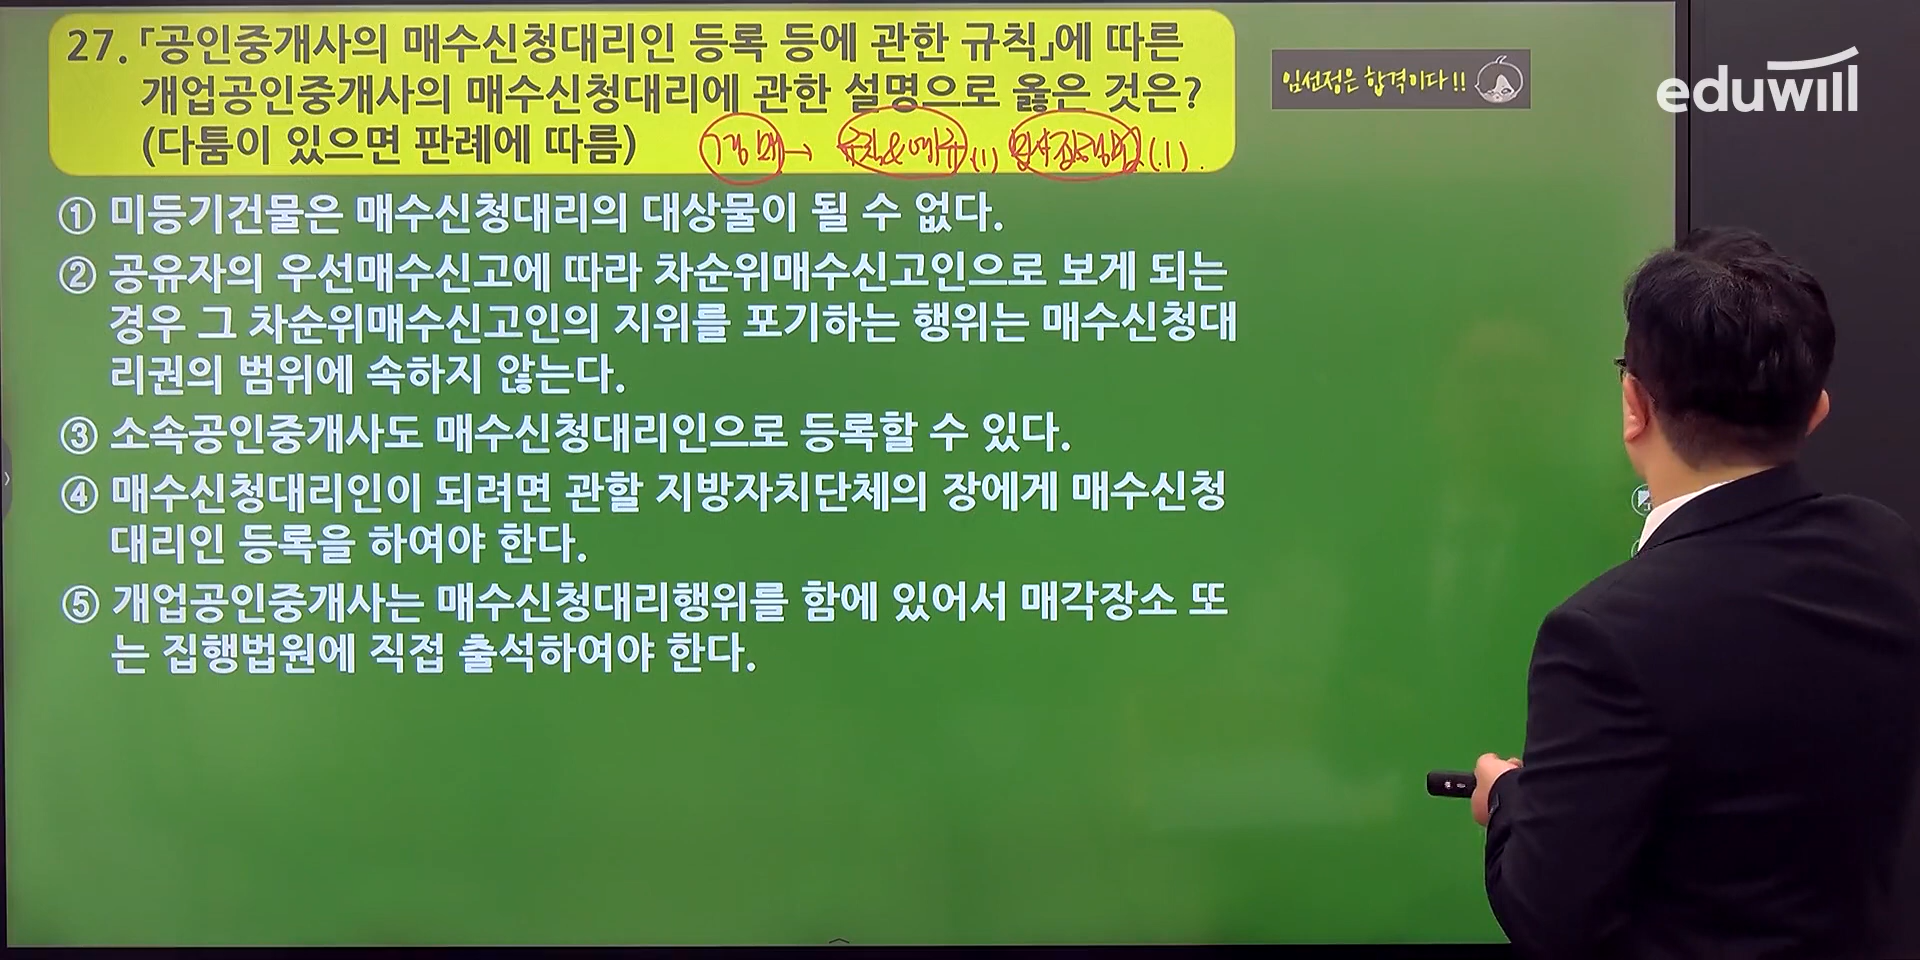 27. 「공인중개사의 매수신청대리인 등록 등에 관한 규칙」에 따른
개업공인중개사의 매수신청대리에 관한 설명으로 옳은 것은?
(다툼이 있으면 판례에 따름)
경매→ 규칙&예규(1) 민사집행법(1).
임선정은 합격이다!!
eduwill
① 미등기건물은 매수신청대리의 대상물이 될 수 없다.
② 공유자의 우선매수신고에 따라 차순위매수신고인으로 보게 되는
경우 그 차순위매수신고인의 지위를 포기하는 행위는 매수신청대
리권의 범위에 속하지 않는다.
③ 소속공인중개사도 매수신청대리인으로 등록할 수 있다.
④ 매수신청대리인이 되려면 관할 지방자치단체의 장에게 매수신청
대리인 등록을 하여야 한다.
⑤ 개업공인중개사는 매수신청대리행위를 함에 있어서 매각장소 또
는 집행법원에 직접 출석하여야 한다.